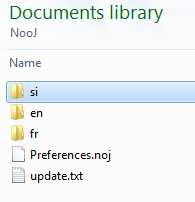 Documents library
NooJ
Name
si
en
fr
Preferences.noj
update.txt